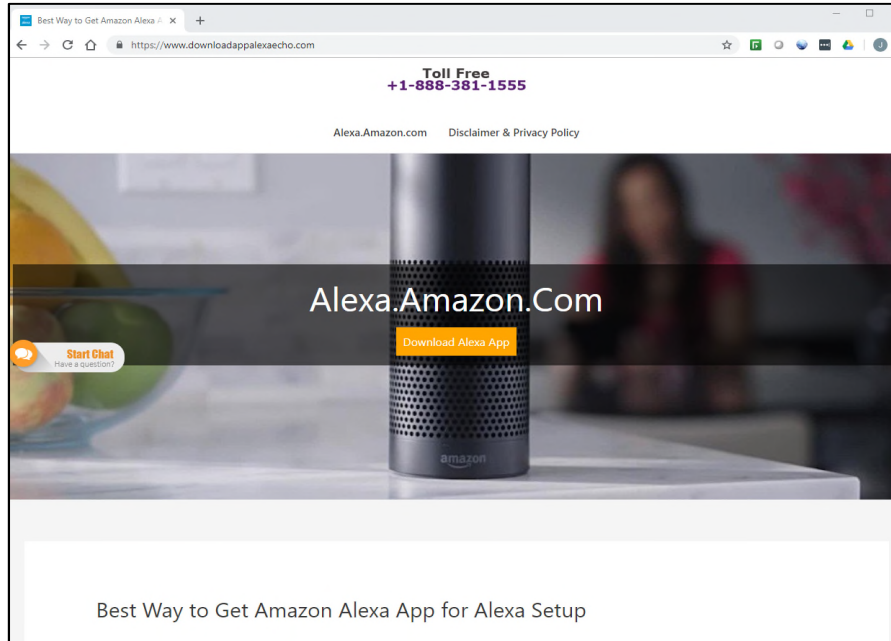 Best Way to Get Amazon Alexa A
https://www.downloadappalexaecho.com
Toll Free
+1-888-381-1555
Alexa.Amazon.com Disclaimer & Privacy Policy
Alexa.Amazon.Com
Download Alexa App
Start Chat
Have a question?
amazon
Best Way to Get Amazon Alexa App for Alexa Setup